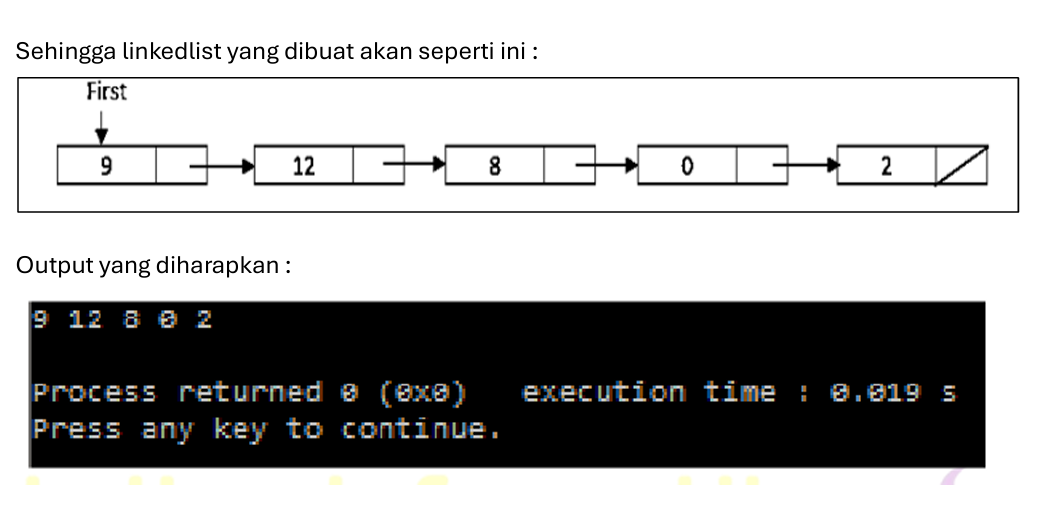 Sehingga linkedlist yang dibuat akan seperti ini :
First
9 12 8 0 2
Output yang diharapkan :
9 12 8 0 2
Process returned 0 (0x0) execution time : 0.019 s
Press any key to continue.